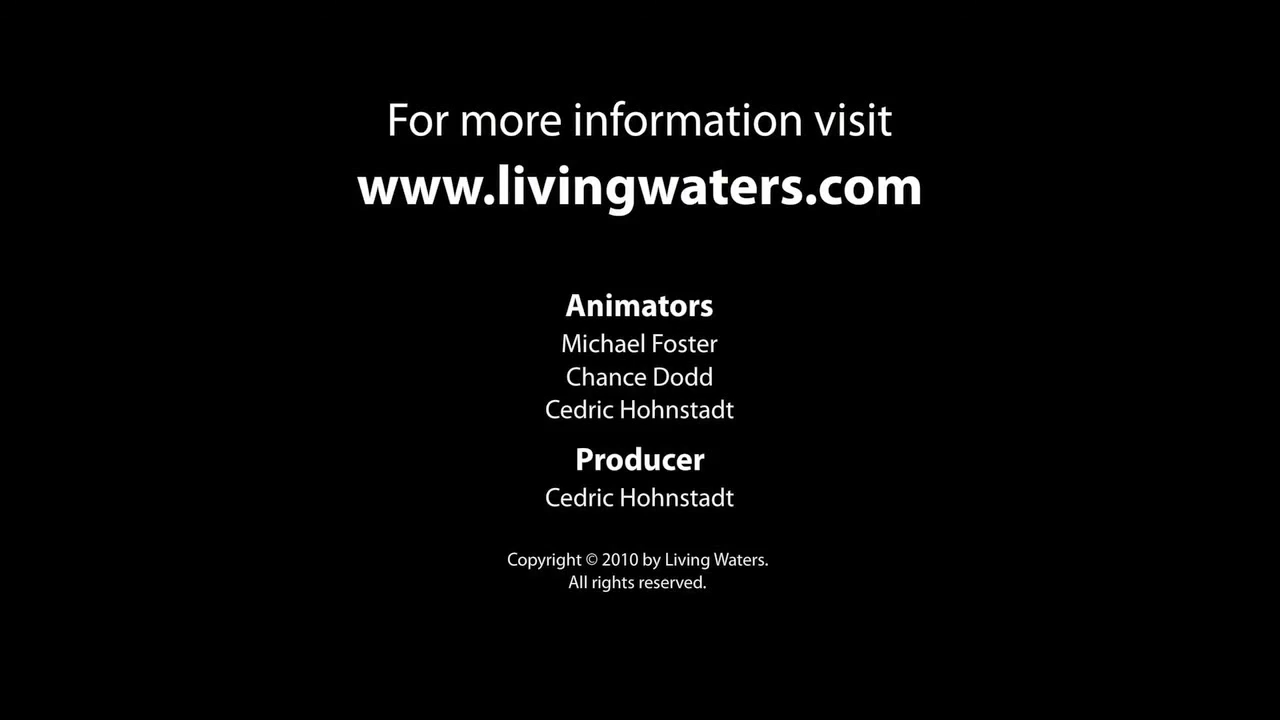 For more information visit
www.livingwaters.com
Animators
Michael Foster
Chance Dodd
Cedric Hohnstadt
Producer
Cedric Hohnstadt
Copyright © 2010 by Living Waters.
All rights reserved.